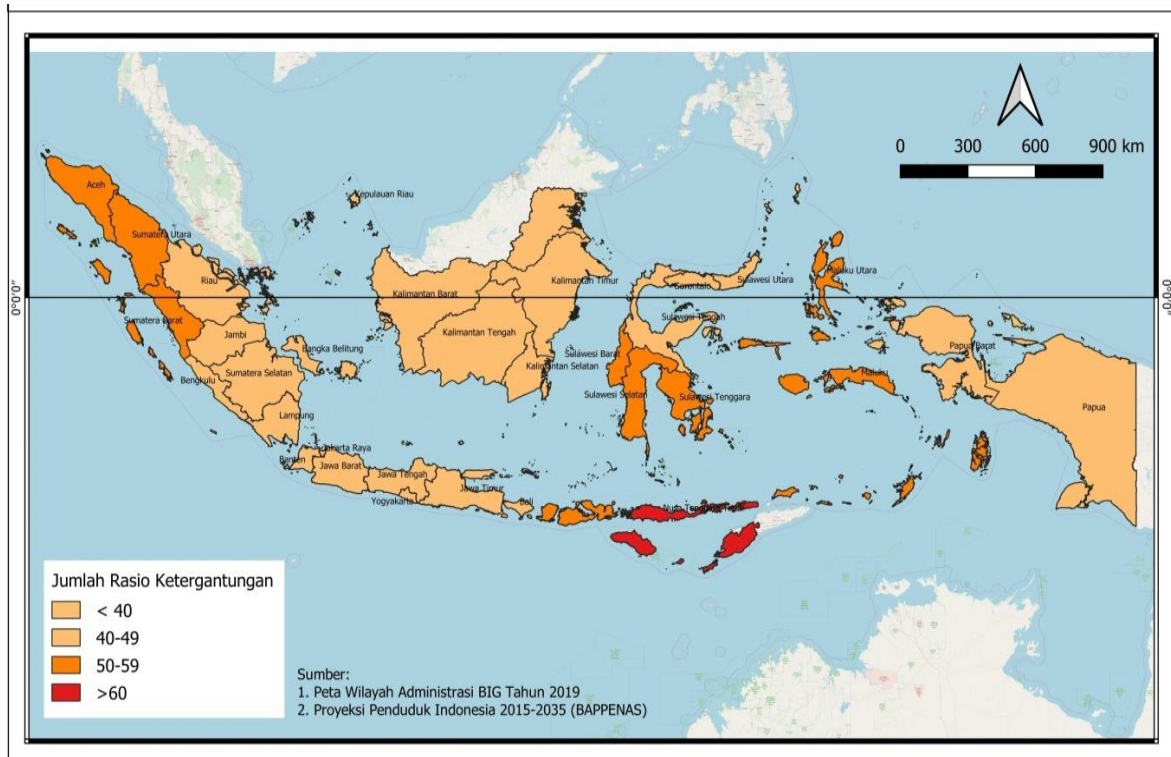 0 300 600 900 km
Aceh
Kepulauan Riau
Sumatera Utara
Riau
Kalimantan Timur
Sulawesi Utara
Maluku Utara
Gorontalo
Kalimantan Barat
0°0'0"
0°0'0"
Sumatera Barat
Sulawesi Tengah
Kalimantan Tengah
Jambi
Papua Barat
Bangka Belitung
Sulawesi Barat
Kalimantan Selatan
Sumatera Selatan
Maluku
Bengkulu
Sulawesi Selatan
Sulawesi Tenggara
Papua
Lampung
Jakarta Raya
Banten
Jawa Barat
Jawa Tengah
Jawa Timur
Yogyakarta
Bali
Nusa Tenggara Timur
Jumlah Rasio Ketergantungan
< 40
40-49
50-59
>60
Sumber:
1. Peta Wilayah Administrasi BIG Tahun 2019
2. Proyeksi Penduduk Indonesia 2015-2035 (BAPPENAS)